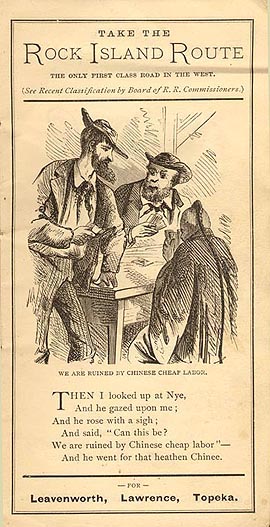 TAKE THE
ROCK ISLAND ROUTE
THE ONLY FIRST CLASS ROAD IN THE WEST.
(See Recent Classification by Board of R. R. Commissioners.)
WE ARE RUINED BY CHINESE CHEAP LABOR.
THEN I looked up at Nye,
And he gazed upon me;
And he rose with a sigh;
And said, "Can this be?
We are ruined by Chinese cheap labor"—
And he went for that heathen Chinee.
— FOR —
Leavenworth, Lawrence, Topeka.